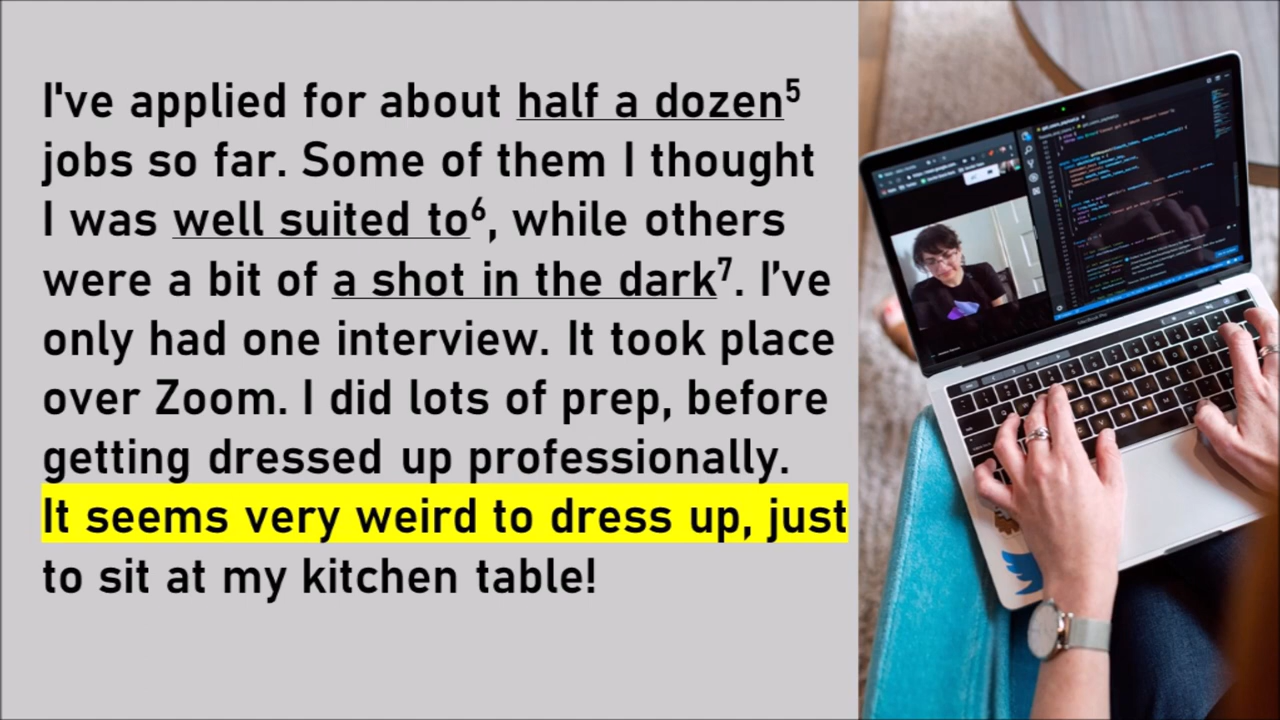 I've applied for about half a dozen⁵
jobs so far. Some of them I thought
I was well suited to⁶, while others
were a bit of a shot in the dark⁷. I’ve
only had one interview. It took place
over Zoom. I did lots of prep, before
getting dressed up professionally.
It seems very weird to dress up, just
to sit at my kitchen table!